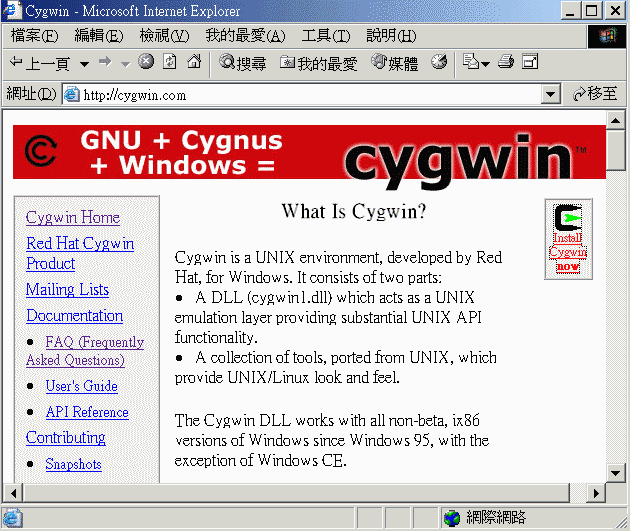 Cygwin - Microsoft Internet Explorer
檔案(F) 編輯(E) 檢視(V) 我的最愛(A) 工具(T) 說明(H)
上一頁 搜尋 我的最愛 媒體
網址(D) http://cygwin.com 移至
GNU + Cygnus
+ Windows =
cygwin™
Cygwin Home
Red Hat Cygwin
Product
Mailing Lists
Documentation
• FAQ (Frequently
Asked Questions)
• User's Guide
• API Reference
Contributing
• Snapshots
What Is Cygwin?
Cygwin is a UNIX environment, developed by Red
Hat, for Windows. It consists of two parts:
• A DLL (cygwin1.dll) which acts as a UNIX
emulation layer providing substantial UNIX API
functionality.
• A collection of tools, ported from UNIX, which
provide UNIX/Linux look and feel.
The Cygwin DLL works with all non-beta, ix86
versions of Windows since Windows 95, with the
exception of Windows CE.
Install
Cygwin
now
網際網路